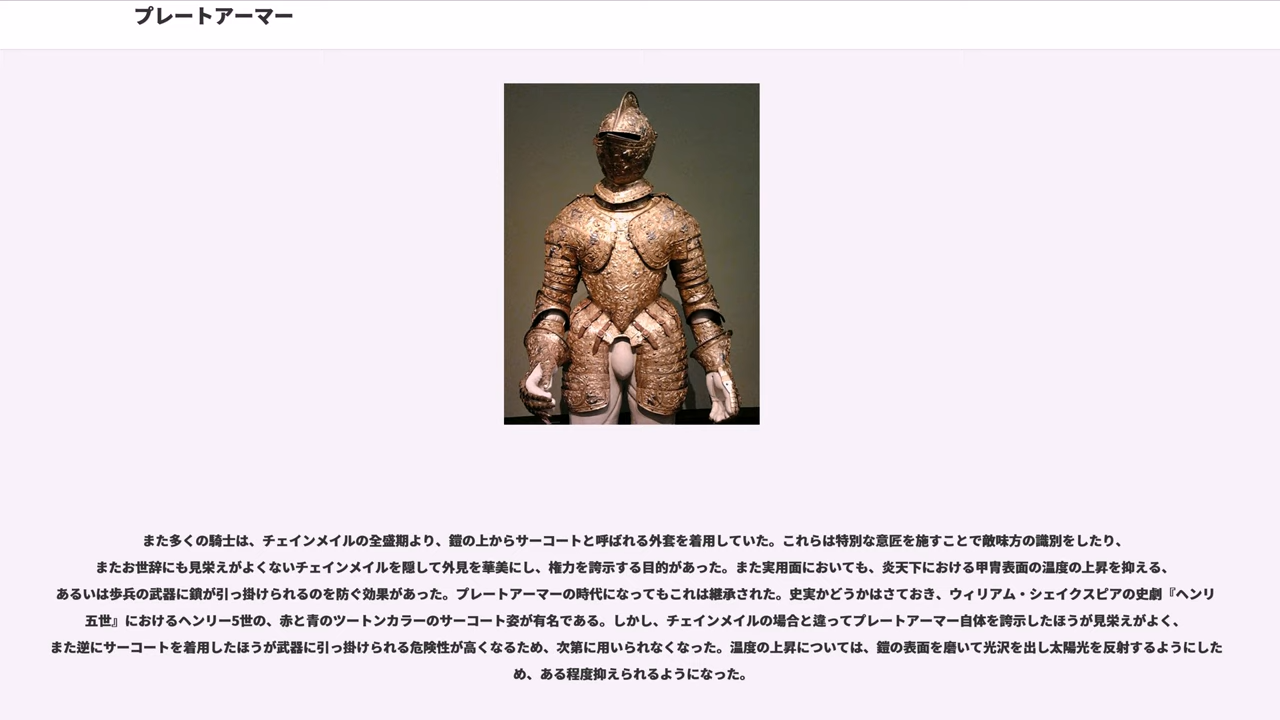 プレートアーマー
また多くの騎士は、チェインメイルの全盛期より、鎧の上からサーコートと呼ばれる外套を着用していた。これらは特別な意匠を施すことで敵味方の識別をしたり、
またお世辞にも見栄えがよくないチェインメイルを隠して外見を華美にし、権力を誇示する目的があった。また実用面においても、炎天下における甲冑表面の温度の上昇を抑える、
あるいは歩兵の武器に鎖が引っ掛けられるのを防ぐ効果があった。プレートアーマーの時代になってもこれは継承された。史実かどうかはさておき、ウィリアム・シェイクスピアの史劇『ヘンリ
五世』におけるヘンリー5世の、赤と青のツートンカラーのサーコート姿が有名である。しかし、チェインメイルの場合と違ってプレートアーマー自体を誇示したほうが見栄えがよく、
また逆にサーコートを着用したほうが武器に引っ掛けられる危険性が高くなるため、次第に用いられなくなった。温度の上昇については、鎧の表面を磨いて光沢を出し太陽光を反射するようにした
め、ある程度抑えられるようになった。